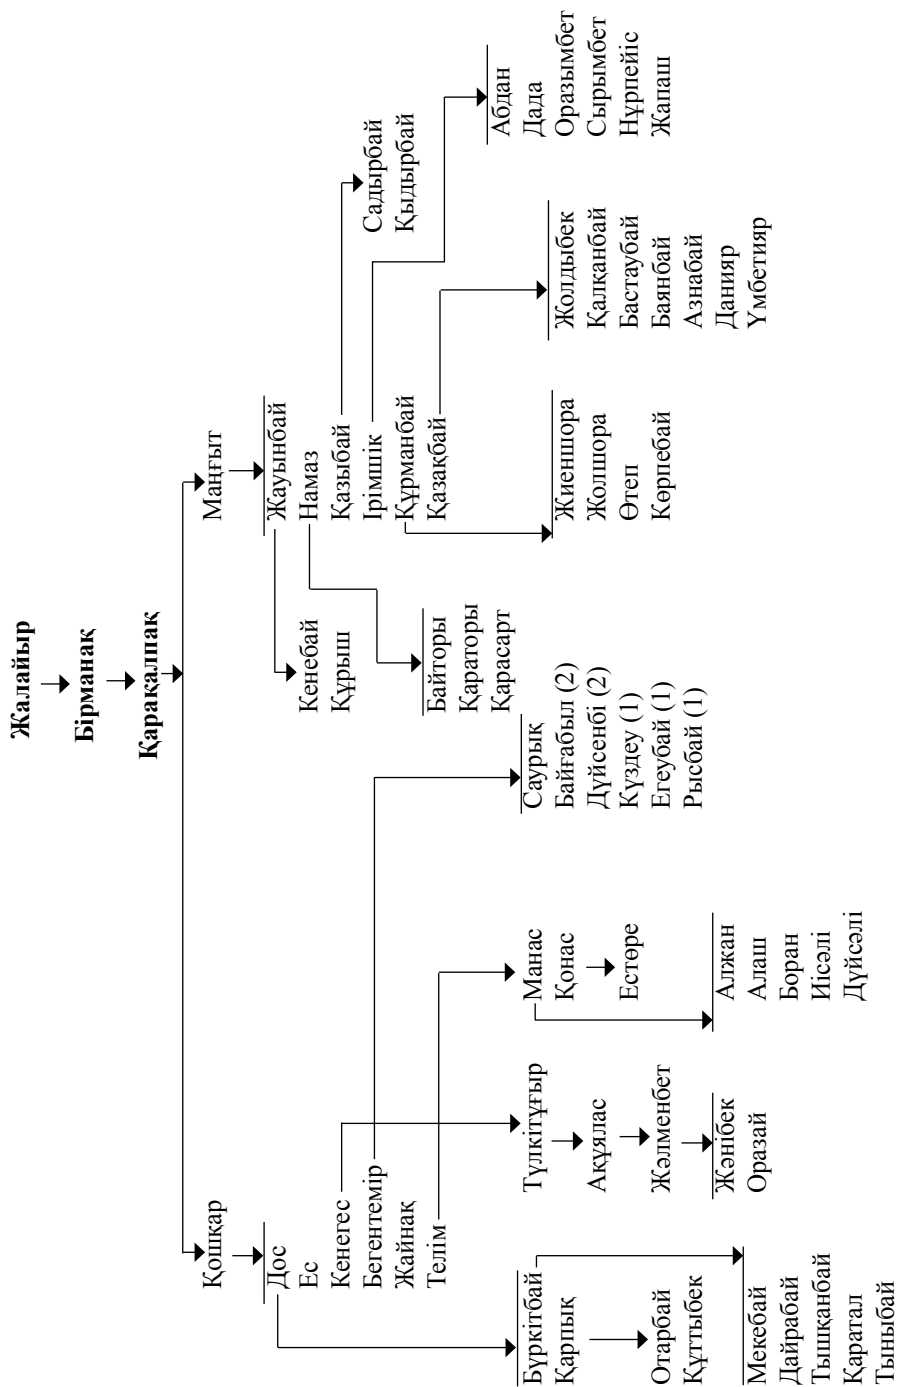 Жалайыр
Бірманақ
Қарақалпақ
Қошқар
Маңғыт
Дос
Ес
Кенегес
Бегентемір
Жайнақ
Телім
Жауынбай
Намаз
Қазыбай
Ірімшік
Құрманбай
Қазақбай
Бүркітбай
Қарпық
Отарбай
Құттыбек
Мекебай
Дайрабай
Тышқанбай
Қаратал
Тыныбай
Түлкітұғыр
Ақұялас
Жәлменбет
Жәнібек
Оразай
Манас
Қонас
Естөре
Алжан
Алаш
Боран
Иісәлі
Дүйсәлі
Саурық
Байғабыл (2)
Дүйсенбі (2)
Күздеу (1)
Егеубай (1)
Рысбай (1)
Кенебай
Құрыш
Байторы
Қараторы
Қарасарт
Жиеншора
Жолшора
Өтеп
Көрпебай
Жолдыбек
Қалқанбай
Бастаубай
Баянбай
Азнабай
Данияр
Үмбетияр
Садырбай
Қыдырбай
Абдан
Дада
Оразымбет
Сырымбет
Нұрпейіс
Жапаш